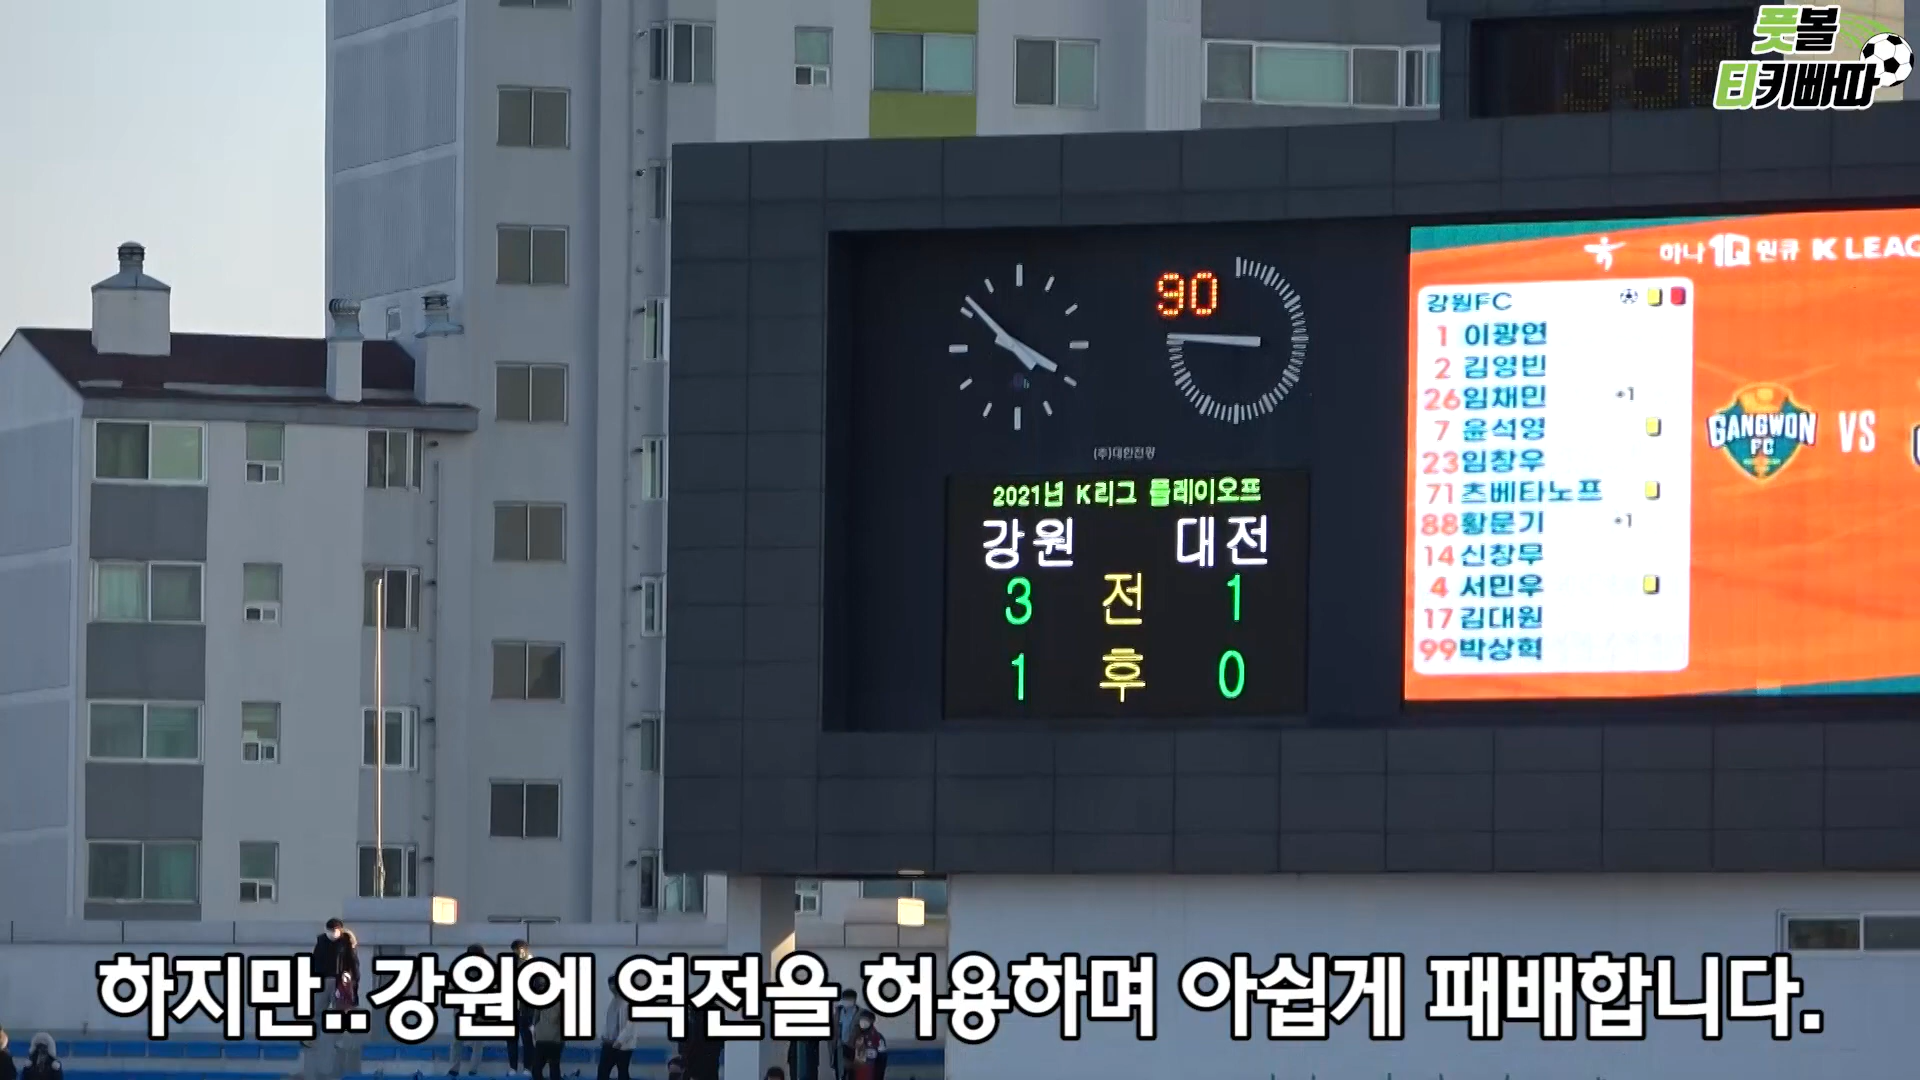 풋볼
티키빠따
하나 1Q 원큐 K LEAG
90
(주)대한전광
2021년 K리그 플레이오프
강원 대전
3 전 1
1 후 0
강원FC
1 이광연
2 김영빈
26 임채민 +1
7 윤석영
23 임창우
71 츠베타노프
88 황문기 +1
14 신창무
4 서민우
17 김대원
99 박상혁
GANGWON
FC
VS
하지만..강원에 역전을 허용하며 아쉽게 패배합니다.